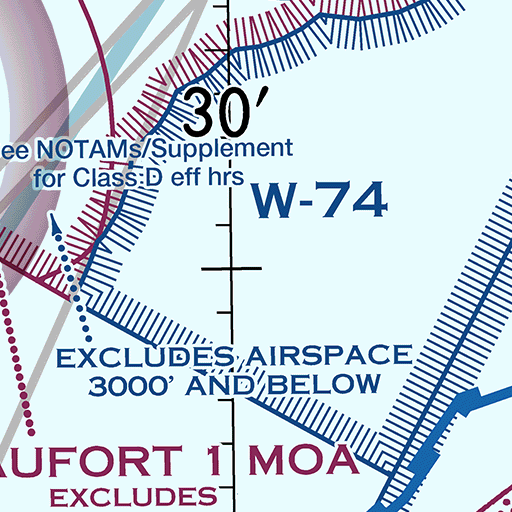 30'
ee NOTAMs/Supplement
for Class D eff hrs
W-74
EXCLUDES AIRSPACE
3000' AND BELOW
AUFORT 1 MOA
EXCLUDES